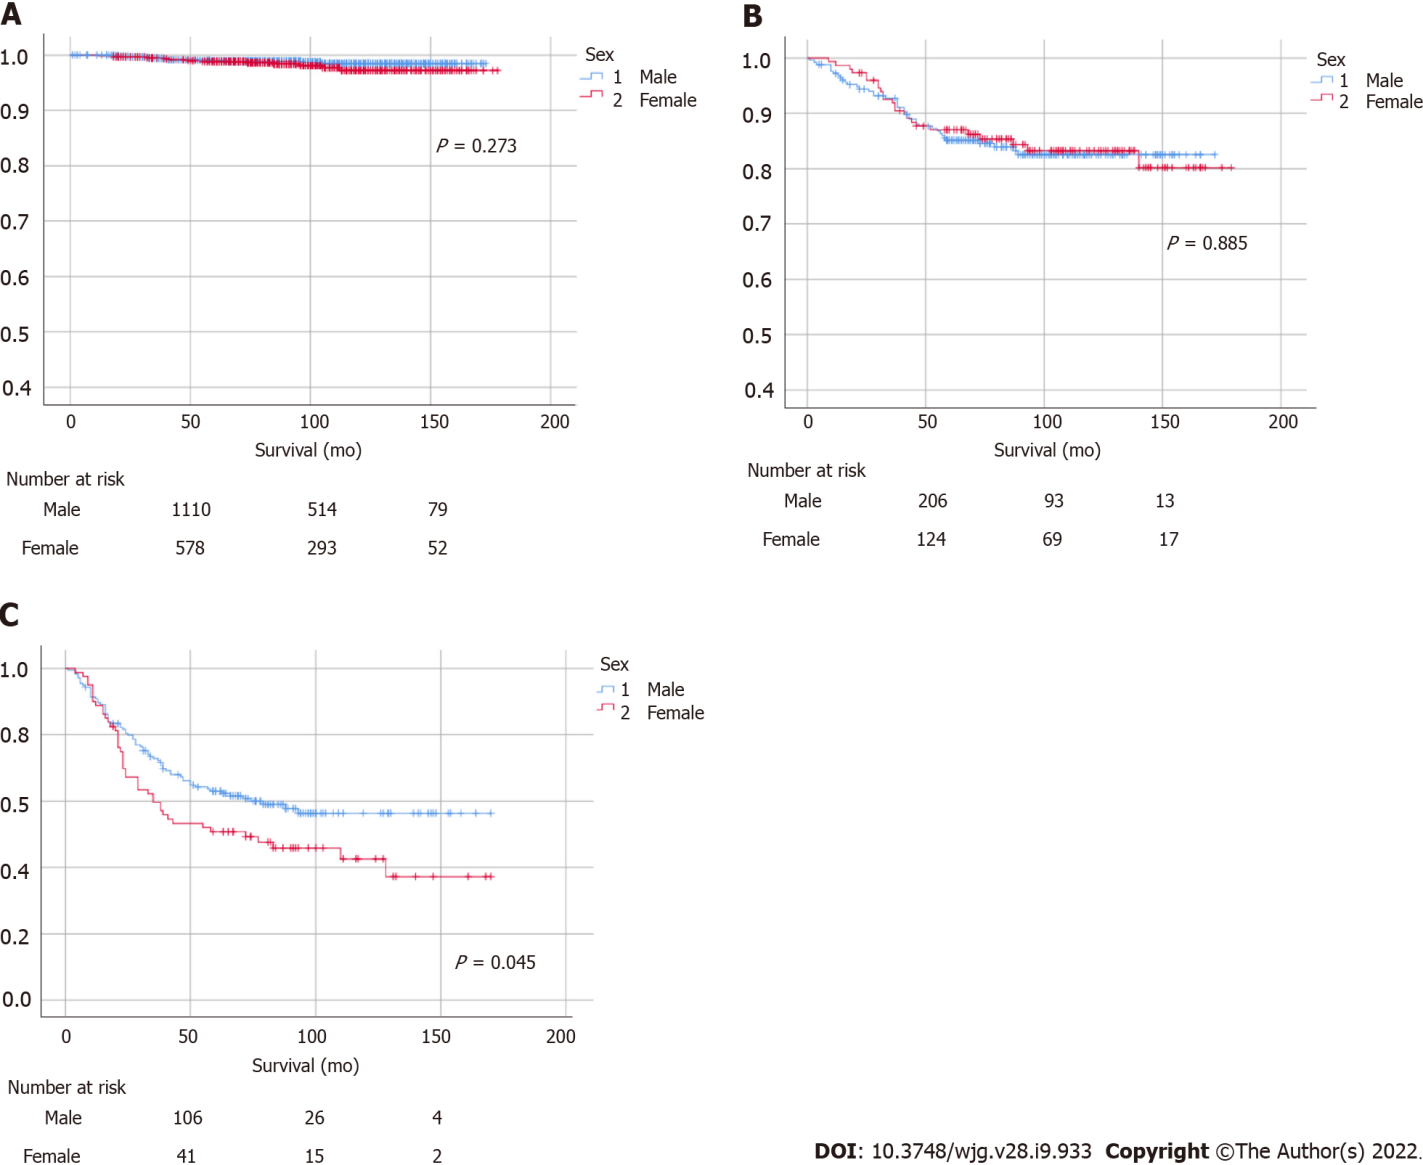 A
1.0
0.9
0.8
0.7
0.6
0.5
0.4
0 50 100 150 200
Survival (mo)
Sex
1 Male
2 Female
P = 0.273
Number at risk
Male 1110 514 79
Female 578 293 52
B
1.0
0.9
0.8
0.7
0.6
0.5
0.4
0 50 100 150 200
Survival (mo)
Sex
1 Male
2 Female
P = 0.885
Number at risk
Male 206 93 13
Female 124 69 17
C
1.0
0.8
0.5
0.4
0.2
0.0
0 50 100 150 200
Survival (mo)
Sex
1 Male
2 Female
P = 0.045
Number at risk
Male 106 26 4
Female 41 15 2
DOI: 10.3748/wjg.v28.i9.933 Copyright ©The Author(s) 2022.